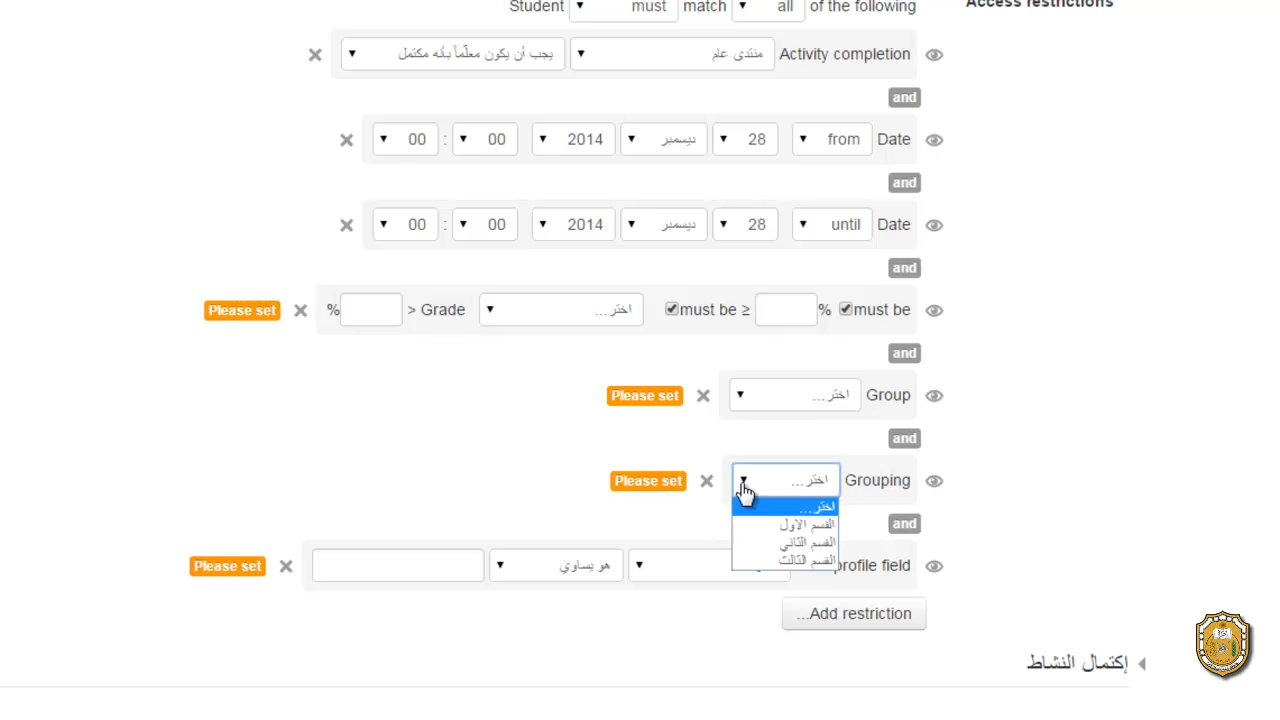 Access restrictions
Student must match all of the following
Activity completion منتدى عام يجب أن يكون معلّماً بأنه مكتمل
and
Date from 28 ديسمبر 2014 00 : 00
and
Date until 28 ديسمبر 2014 00 : 00
and
must be % must be ≥ اختر... Grade > % Please set
and
Group اختر... Please set
and
Grouping اختر... Please set
اختر...
القسم الاول
القسم الثاني
القسم الثالث
and
profile field هو يساوي Please set
Add restriction...
إكتمال النشاط